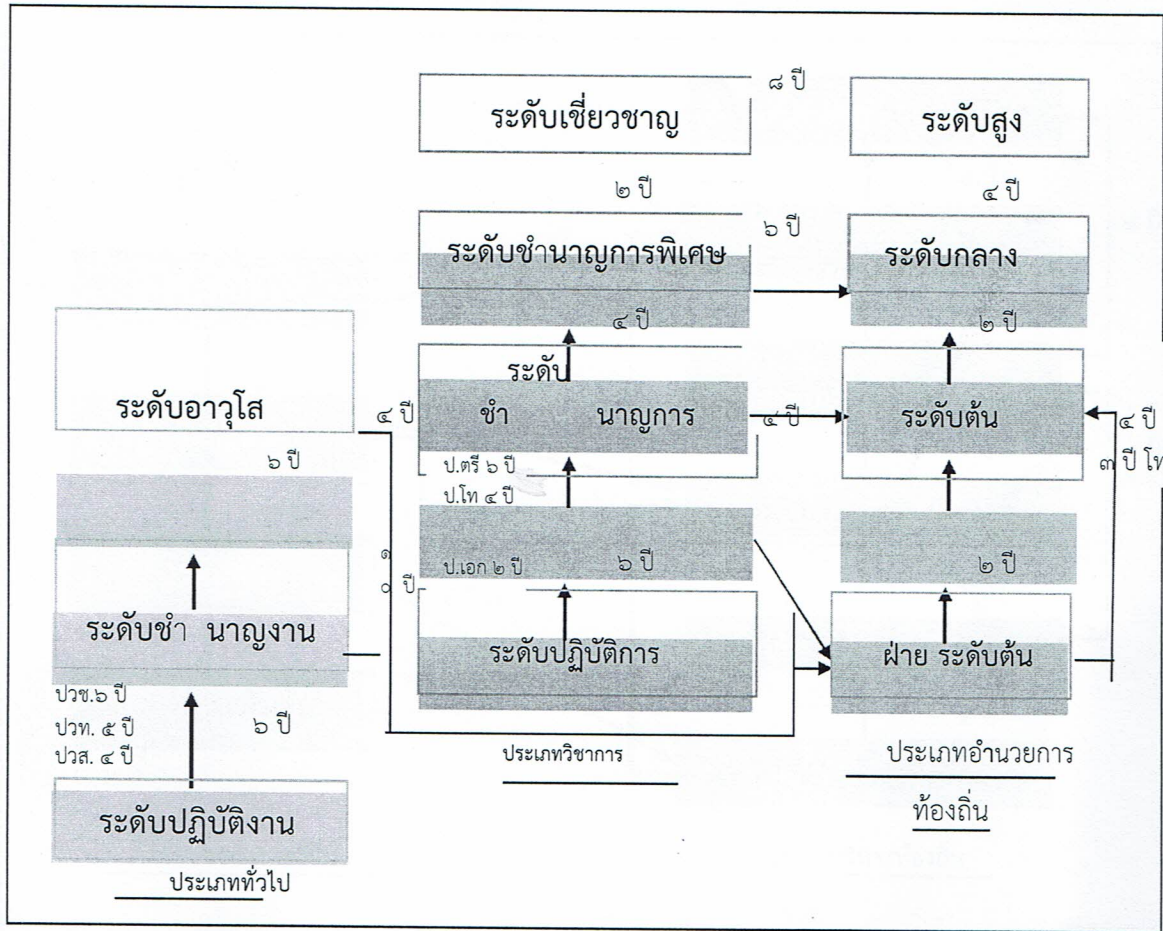 ๘ ปี
ระดับเชี่ยวชาญ ระดับสูง
๒ ปี ๔ ปี
๖ ปี
ระดับชำนาญการพิเศษ ระดับกลาง
๔ ปี ๒ ปี
ระดับ
ระดับอาวุโส ๔ ปี ชำ นาญการ ๔ ปี ระดับต้น ๔ ปี
๖ ปี ป.ตรี ๖ ปี ๓ ปี โท
ป.โท ๔ ปี
๑
๐ ปี ป.เอก ๒ ปี ๖ ปี ๒ ปี
ระดับชำ นาญงาน ระดับปฏิบัติการ ฝ่าย ระดับต้น
ปวช.๖ ปี
ปวท. ๕ ปี ๖ ปี
ปวส. ๔ ปี ประเภทวิชาการ ประเภทอำนวยการ
ท้องถิ่น
ระดับปฏิบัติงาน
ประเภททั่วไป